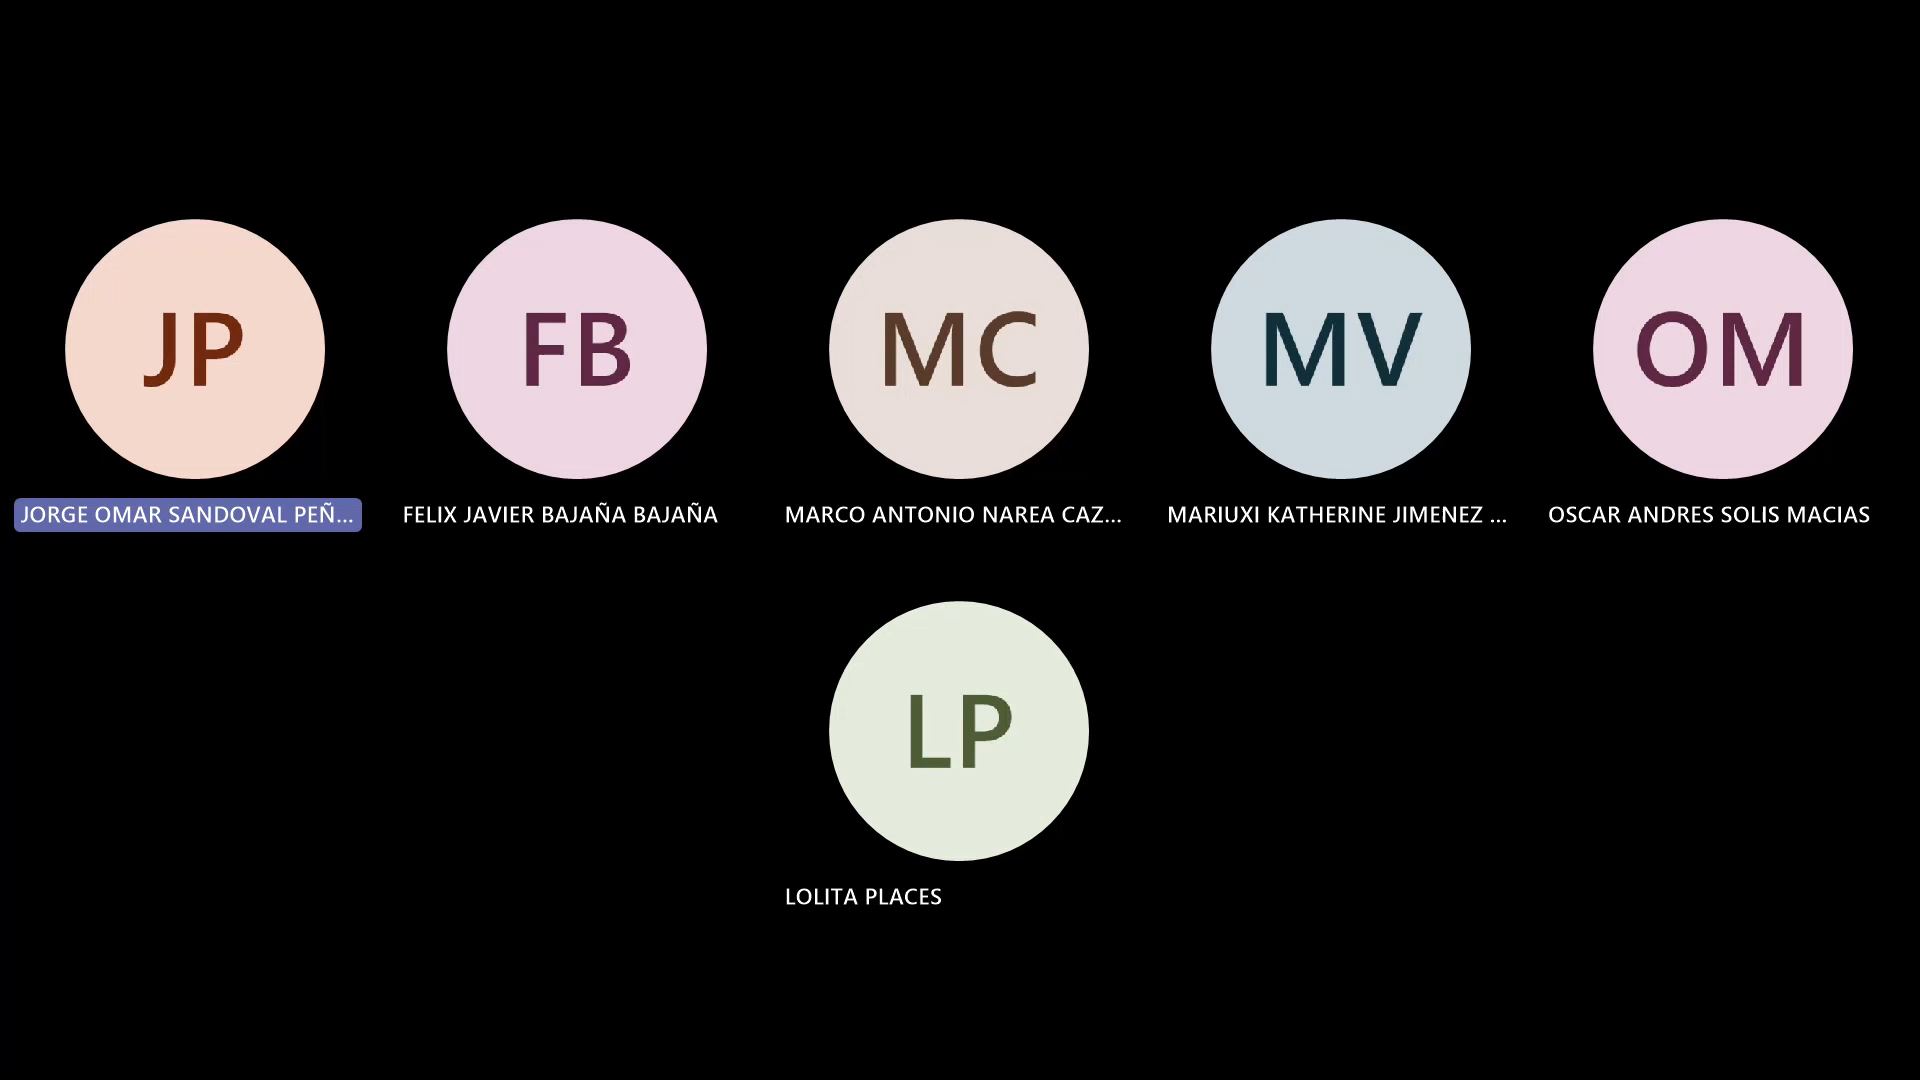 JP
FB
MC
MV
OM
JORGE OMAR SANDOVAL PEÑ...
FELIX JAVIER BAJAÑA BAJAÑA
MARCO ANTONIO NAREA CAZ...
MARIUXI KATHERINE JIMENEZ ...
OSCAR ANDRES SOLIS MACIAS
LP
LOLITA PLACES